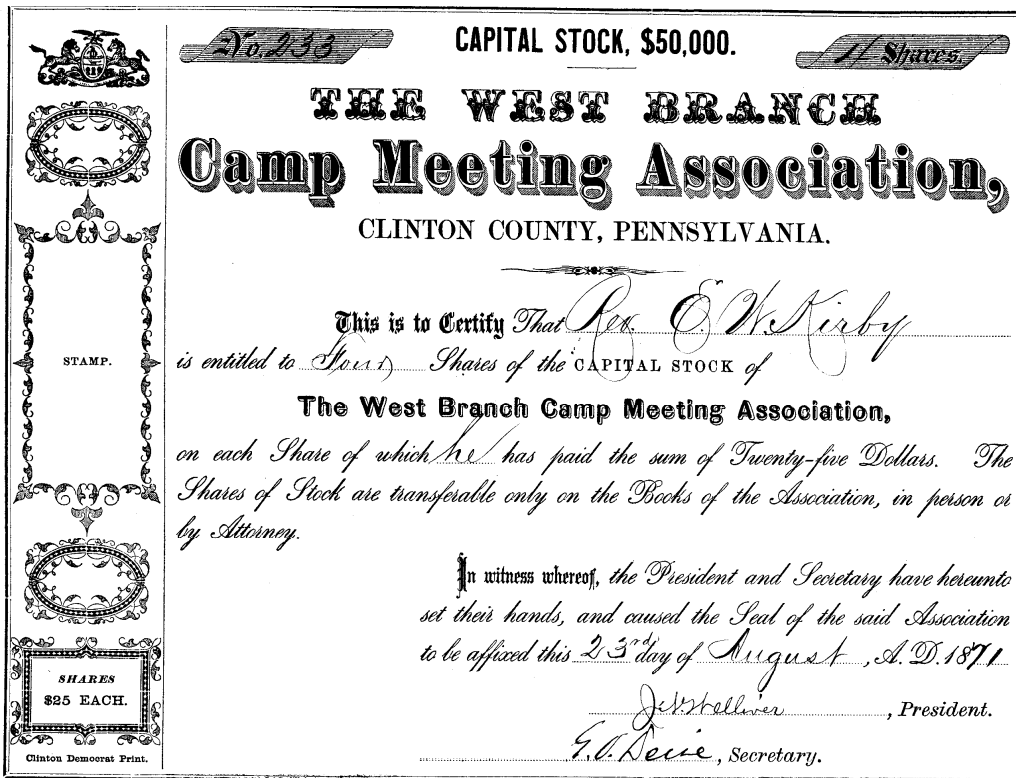 No. 233
CAPITAL STOCK, $50,000.
4 Shares.
THE WEST BRANCH
Camp Meeting Association,
CLINTON COUNTY, PENNSYLVANIA.
This is to Certify That Rev. E. W. Kirby
is entitled to Four Shares of the CAPITAL STOCK of
The West Branch Camp Meeting Association,
on each Share of which he has paid the sum of Twenty-five Dollars. The
Shares of Stock are transferable only on the Books of the Association, in person or
by Attorney.
In witness whereof, the President and Secretary have hereunto
set their hands, and caused the Seal of the said Association
to be affixed this 23rd day of August, A. D. 1871
, President.
, Secretary.
STAMP.
SHARES
$25 EACH.
Clinton Democrat Print.